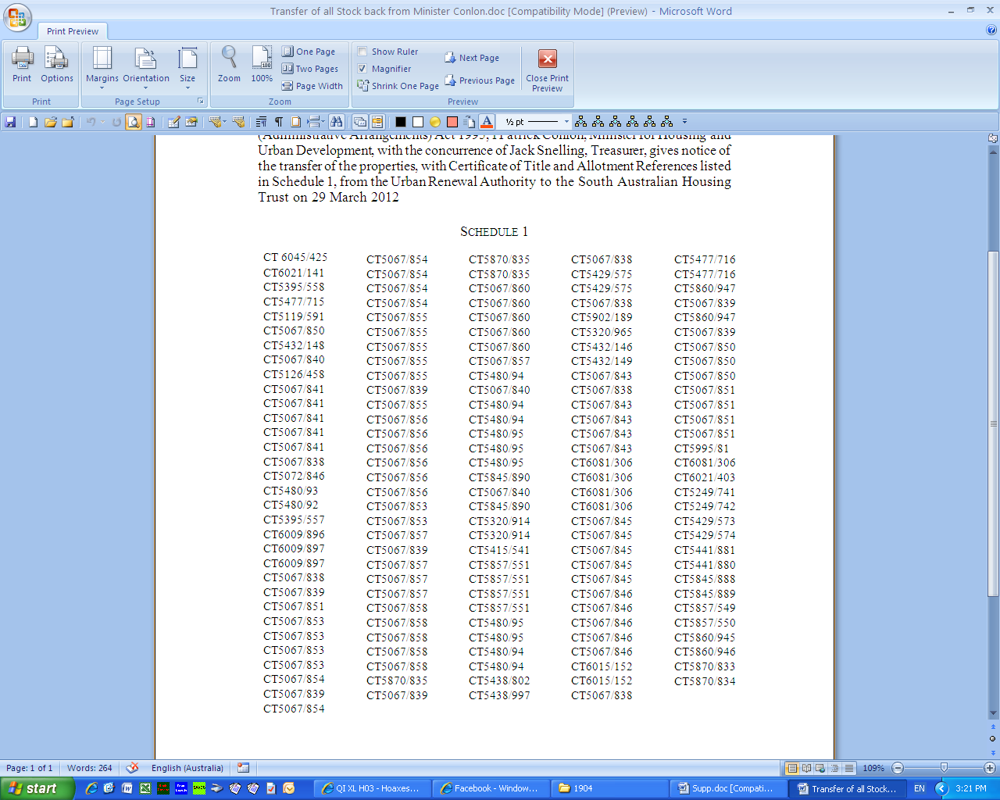 Transfer of all Stock back from Minister Conlon.doc [Compatibility Mode] (Preview) - Microsoft Word
Print Preview
Print
Options
Margins
Orientation
Size
Zoom
100%
One Page
Two Pages
Page Width
Show Ruler
Magnifier
Shrink One Page
Next Page
Previous Page
Close Print
Preview
Print
Page Setup
Zoom
Preview
½ pt
(Administrative Arrangements) Act 1995, I Patrick Conlon, Minister for Housing and
Urban Development, with the concurrence of Jack Snelling, Treasurer, gives notice of
the transfer of the properties, with Certificate of Title and Allotment References listed
in Schedule 1, from the Urban Renewal Authority to the South Australian Housing
Trust on 29 March 2012
SCHEDULE 1
CT 6045/425
CT6021/141
CT5395/558
CT5477/715
CT5119/591
CT5067/850
CT5432/148
CT5067/840
CT5126/458
CT5067/841
CT5067/841
CT5067/841
CT5067/841
CT5067/841
CT5067/838
CT5072/846
CT5480/93
CT5480/92
CT5395/557
CT6009/896
CT6009/897
CT6009/897
CT5067/838
CT5067/839
CT5067/851
CT5067/853
CT5067/853
CT5067/853
CT5067/853
CT5067/854
CT5067/839
CT5067/854
CT5067/854
CT5067/854
CT5067/854
CT5067/854
CT5067/855
CT5067/855
CT5067/855
CT5067/855
CT5067/855
CT5067/839
CT5067/855
CT5067/856
CT5067/856
CT5067/856
CT5067/856
CT5067/856
CT5067/856
CT5067/853
CT5067/853
CT5067/857
CT5067/839
CT5067/857
CT5067/857
CT5067/857
CT5067/858
CT5067/858
CT5067/858
CT5067/858
CT5067/858
CT5870/835
CT5067/839
CT5870/835
CT5870/835
CT5067/860
CT5067/860
CT5067/860
CT5067/860
CT5067/860
CT5067/857
CT5480/94
CT5067/840
CT5480/94
CT5480/94
CT5480/95
CT5480/95
CT5480/95
CT5845/890
CT5067/840
CT5845/890
CT5320/914
CT5320/914
CT5415/541
CT5857/551
CT5857/551
CT5857/551
CT5857/551
CT5480/95
CT5480/95
CT5480/94
CT5480/94
CT5438/802
CT5438/997
CT5067/838
CT5429/575
CT5429/575
CT5067/838
CT5902/189
CT5320/965
CT5432/146
CT5432/149
CT5067/843
CT5067/838
CT5067/843
CT5067/843
CT5067/843
CT5067/843
CT6081/306
CT6081/306
CT6081/306
CT6081/306
CT5067/845
CT5067/845
CT5067/845
CT5067/845
CT5067/845
CT5067/846
CT5067/846
CT5067/846
CT5067/846
CT5067/846
CT6015/152
CT6015/152
CT5067/838
CT5477/716
CT5477/716
CT5860/947
CT5067/839
CT5860/947
CT5067/839
CT5067/850
CT5067/850
CT5067/850
CT5067/851
CT5067/851
CT5067/851
CT5067/851
CT5995/81
CT6081/306
CT6021/403
CT5249/741
CT5249/742
CT5429/573
CT5429/574
CT5441/881
CT5441/880
CT5845/888
CT5845/889
CT5857/549
CT5857/550
CT5860/945
CT5860/946
CT5870/833
CT5870/834
Page: 1 of 1
Words: 264
English (Australia)
109%
start
QI XL H03 - Hoaxes...
Facebook - Window...
1904
Supp.doc [Compati...
Transfer of all Stock...
EN
3:21 PM